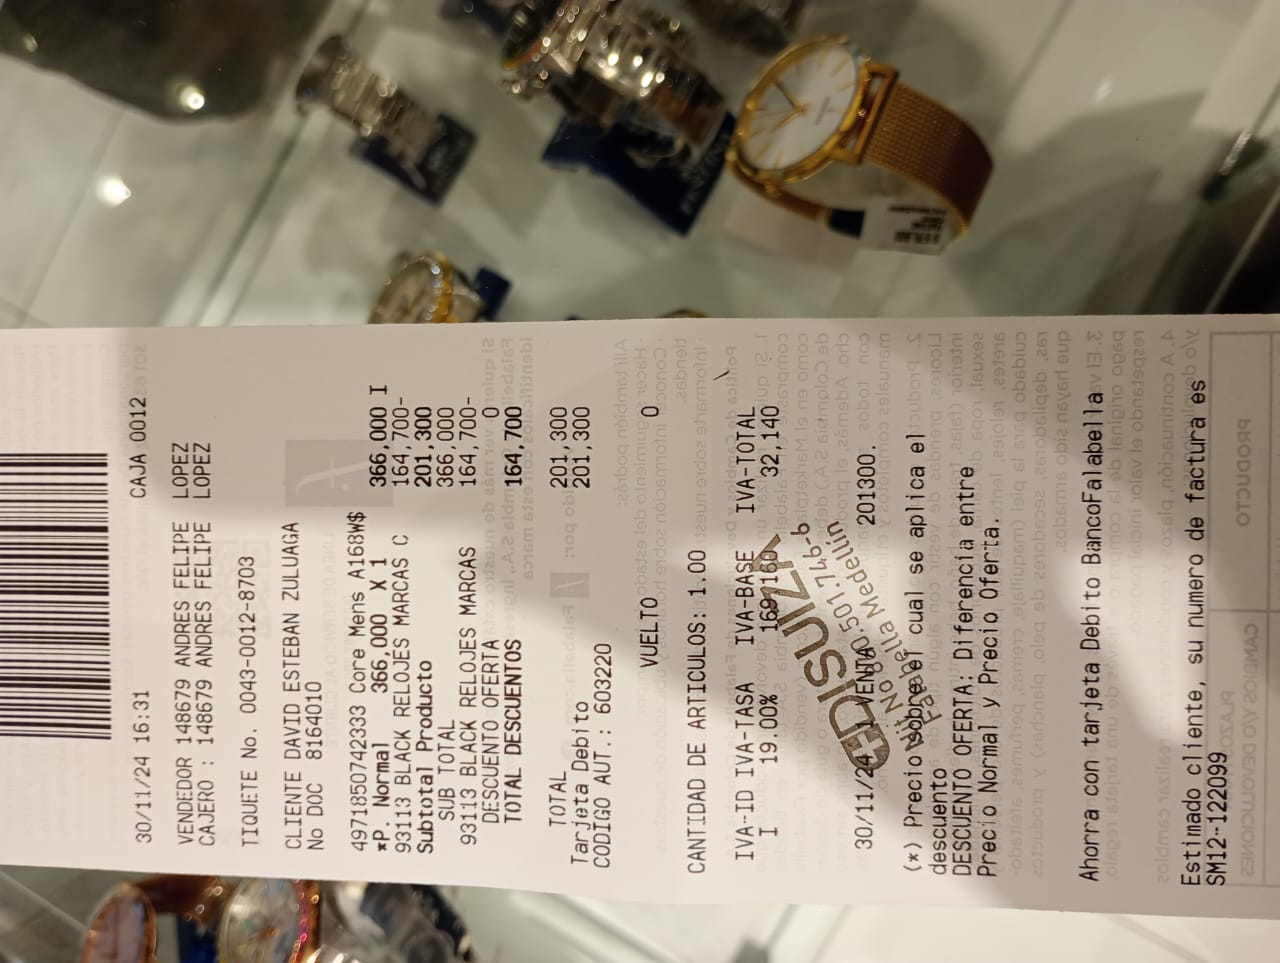 30/11/24 16:31 CAJA 0012
VENDEDOR 148679 ANDRES FELIPE LOPEZ
CAJERO : 148679 ANDRES FELIPE LOPEZ
TIQUETE No. 0043-0012-8703
CLIENTE DAVID ESTEBAN ZULUAGA
No DOC 8164010
4971850742333 Core Mens A168W$
*P. Normal 366,000 X 1 366,000 I
93113 BLACK RELOJES MARCAS C 164,700-
Subtotal Producto 201,300
SUB TOTAL 366,000
93113 BLACK RELOJES MARCAS 164,700-
DESCUENTO OFERTA 0
TOTAL DESCUENTOS 164,700
TOTAL 201,300
Tarjeta Debito 201,300
CODIGO AUT.: 603220
VUELTO 0
CANTIDAD DE ARTICULOS: 1.00
IVA-ID IVA-TASA IVA-BASE IVA-TOTAL
I 19.00% 169,160 32,140
DISUIZA
Falabella Medellín
30/11/24 1 VENTA 201300.
(*) Precio sobre el cual se aplica el
descuento
DESCUENTO OFERTA: Diferencia entre
Precio Normal y Precio Oferta.
Ahorra con tarjeta Debito BancoFalabella
Estimado cliente, su numero de factura es
SM12-122099